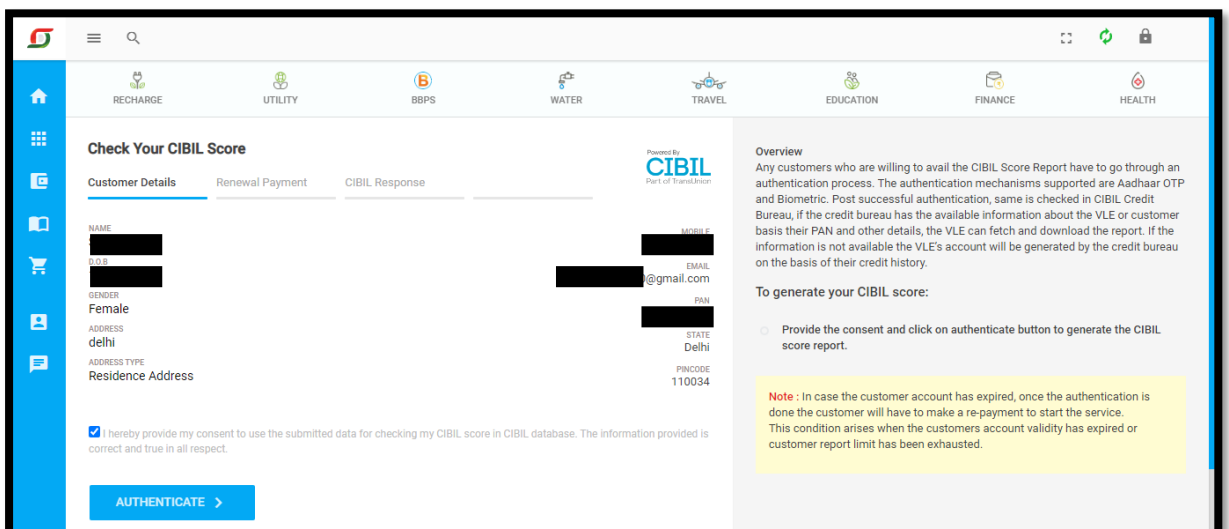 RECHARGE
UTILITY
BBPS
WATER
TRAVEL
EDUCATION
FINANCE
HEALTH
Check Your CIBIL Score
Powered By
CIBIL
Part of TransUnion
Customer Details
Renewal Payment
CIBIL Response
NAME
D.O.B
GENDER
Female
ADDRESS
delhi
ADDRESS TYPE
Residence Address
MOBILE
EMAIL
@gmail.com
PAN
STATE
Delhi
PINCODE
110034
I hereby provide my consent to use the submitted data for checking my CIBIL score in CIBIL database. The information provided is
correct and true in all respect.
AUTHENTICATE
Overview
Any customers who are willing to avail the CIBIL Score Report have to go through an
authentication process. The authentication mechanisms supported are Aadhaar OTP
and Biometric. Post successful authentication, same is checked in CIBIL Credit
Bureau, if the credit bureau has the available information about the VLE or customer
basis their PAN and other details, the VLE can fetch and download the report. If the
information is not available the VLE's account will be generated by the credit bureau
on the basis of their credit history.
To generate your CIBIL score:
Provide the consent and click on authenticate button to generate the CIBIL
score report.
Note : In case the customer account has expired, once the authentication is
done the customer will have to make a re-payment to start the service.
This condition arises when the customers account validity has expired or
customer report limit has been exhausted.